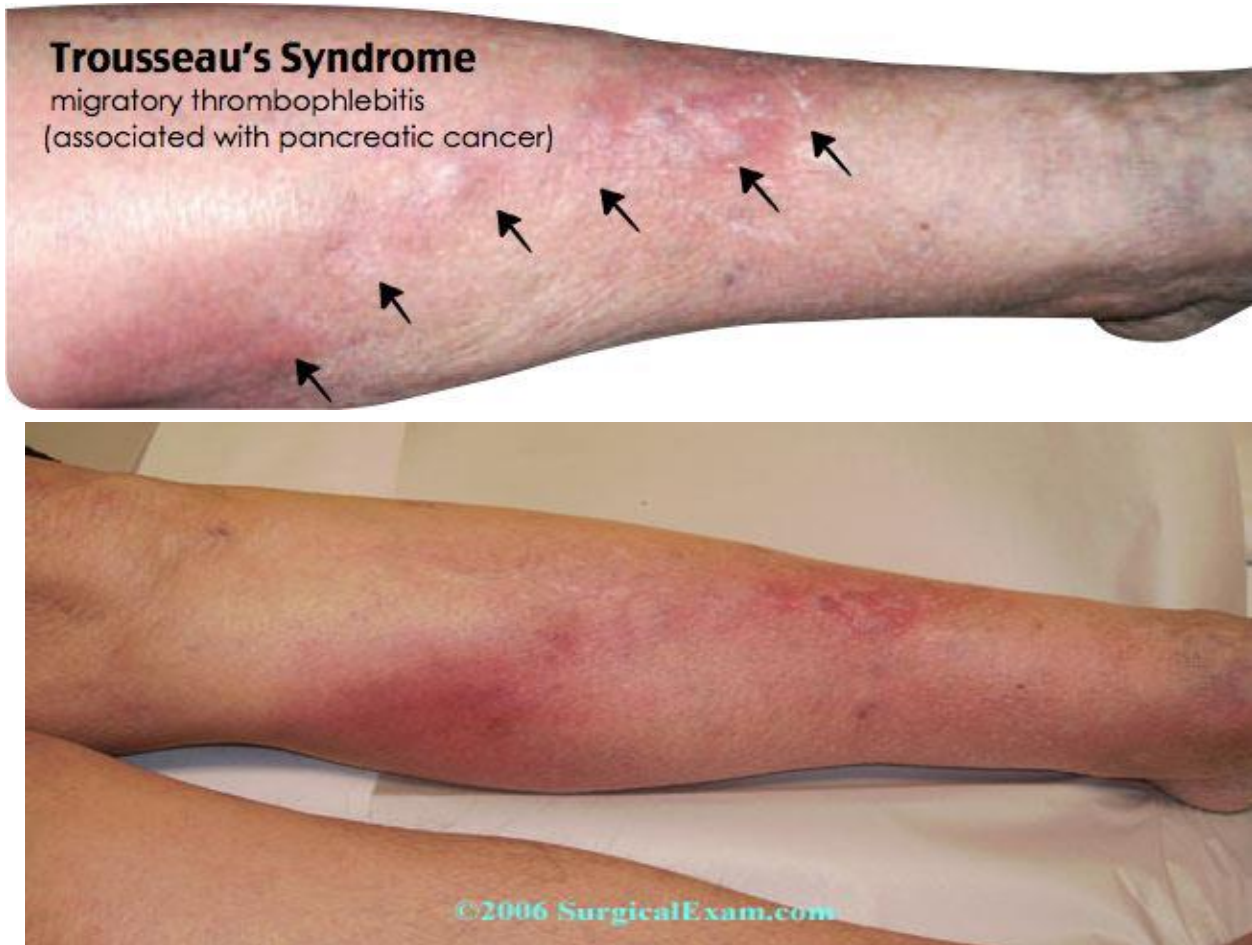 Trousseau's Syndrome
migratory thrombophlebitis
(associated with pancreatic cancer)
©2006 SurgicalExam.com